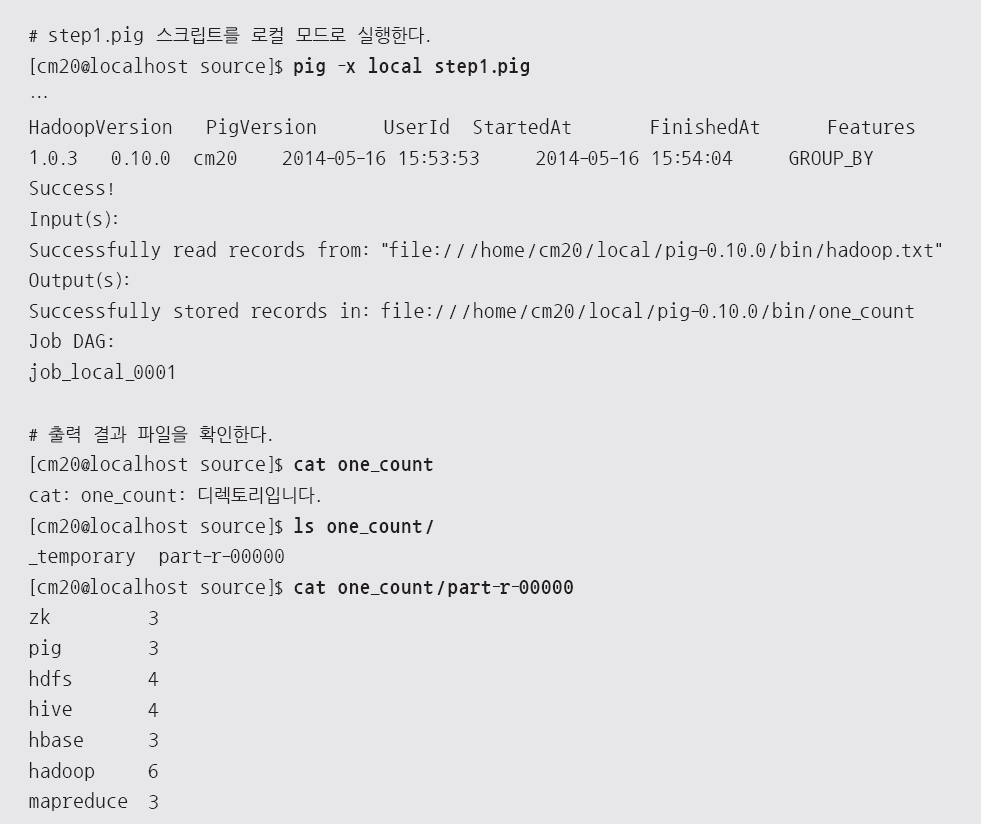 # step1.pig 스크립트를 로컬 모드로 실행한다.
[cm20@localhost source]$ pig -x local step1.pig
…
HadoopVersion PigVersion UserId StartedAt FinishedAt Features
1.0.3 0.10.0 cm20 2014-05-16 15:53:53 2014-05-16 15:54:04 GROUP_BY
Success!
Input(s):
Successfully read records from: "file:///home/cm20/local/pig-0.10.0/bin/hadoop.txt"
Output(s):
Successfully stored records in: file:///home/cm20/local/pig-0.10.0/bin/one_count
Job DAG:
job_local_0001
# 출력 결과 파일을 확인한다.
[cm20@localhost source]$ cat one_count
cat: one_count: 디렉토리입니다.
[cm20@localhost source]$ ls one_count/
_temporary part-r-00000
[cm20@localhost source]$ cat one_count/part-r-00000
zk 3
pig 3
hdfs 4
hive 4
hbase 3
hadoop 6
mapreduce 3